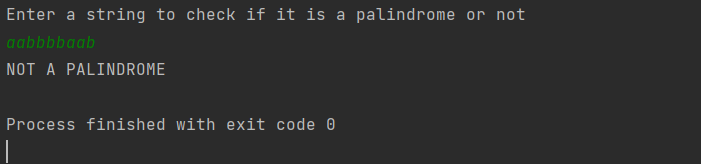 Enter a string to check if it is a palindrome or not
aabbbbaab
NOT A PALINDROME
Process finished with exit code 0